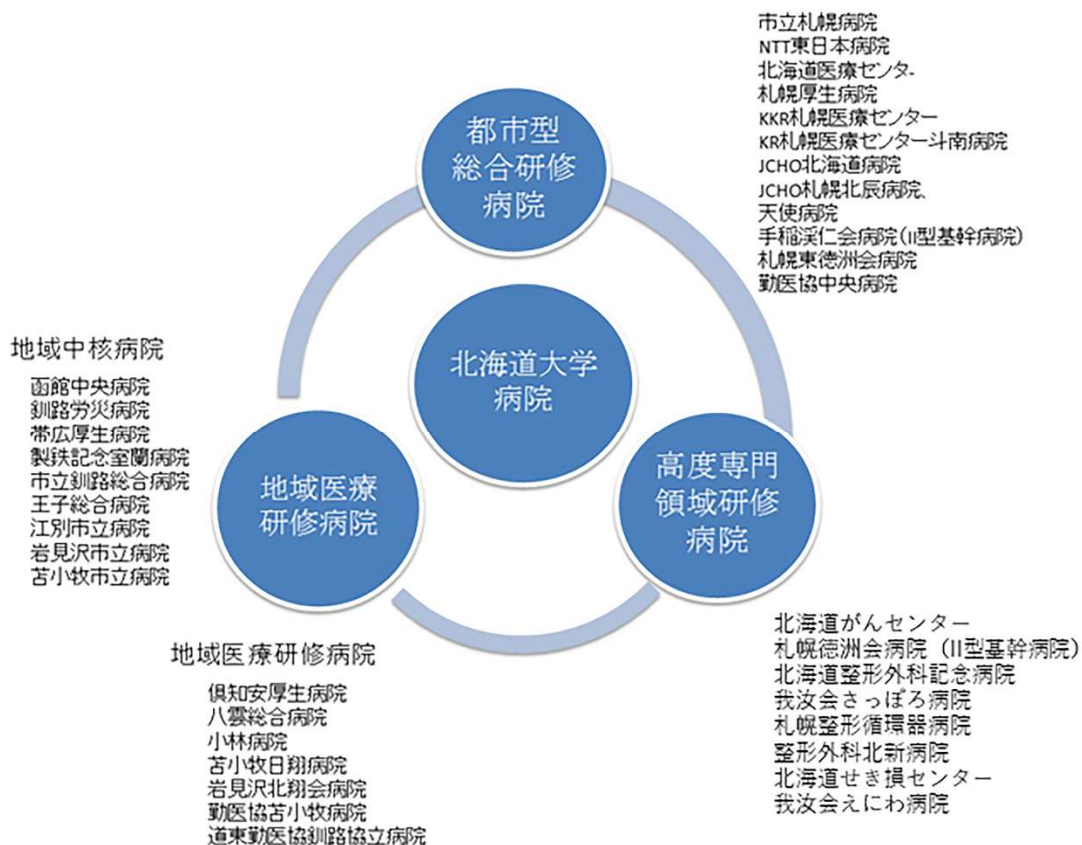 市立札幌病院
NTT東日本病院
北海道医療センター
札幌厚生病院
KKR札幌医療センター
KR札幌医療センター斗南病院
JCHO北海道病院
JCHO札幌北辰病院、
天使病院
手稲渓仁会病院(II型基幹病院)
札幌東徳洲会病院
勤医協中央病院
都市型
総合研修
病院
北海道大学
病院
地域中核病院
函館中央病院
釧路労災病院
帯広厚生病院
製鉄記念室蘭病院
市立釧路総合病院
王子総合病院
江別市立病院
岩見沢市立病院
苫小牧市立病院
地域医療
研修病院
高度専門
領域研修
病院
地域医療研修病院
倶知安厚生病院
八雲総合病院
小林病院
苫小牧日翔病院
岩見沢北翔会病院
勤医協苫小牧病院
道東勤医協釧路協立病院
北海道がんセンター
札幌徳洲会病院（II型基幹病院）
北海道整形外科記念病院
我汝会さっぽろ病院
札幌整形循環器病院
整形外科北新病院
北海道せき損センター
我汝会えにわ病院